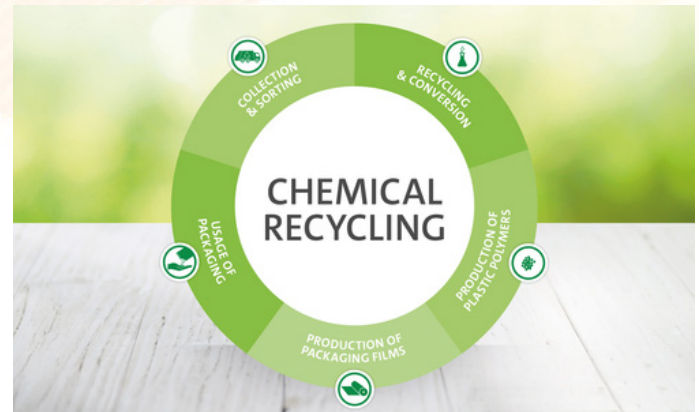 CHEMICAL
RECYCLING
COLLECTION
& SORTING
RECYCLING
& CONVERSION
PRODUCTION OF
PLASTIC POLYMERS
PRODUCTION OF
PACKAGING FILMS
USAGE OF
PACKAGING